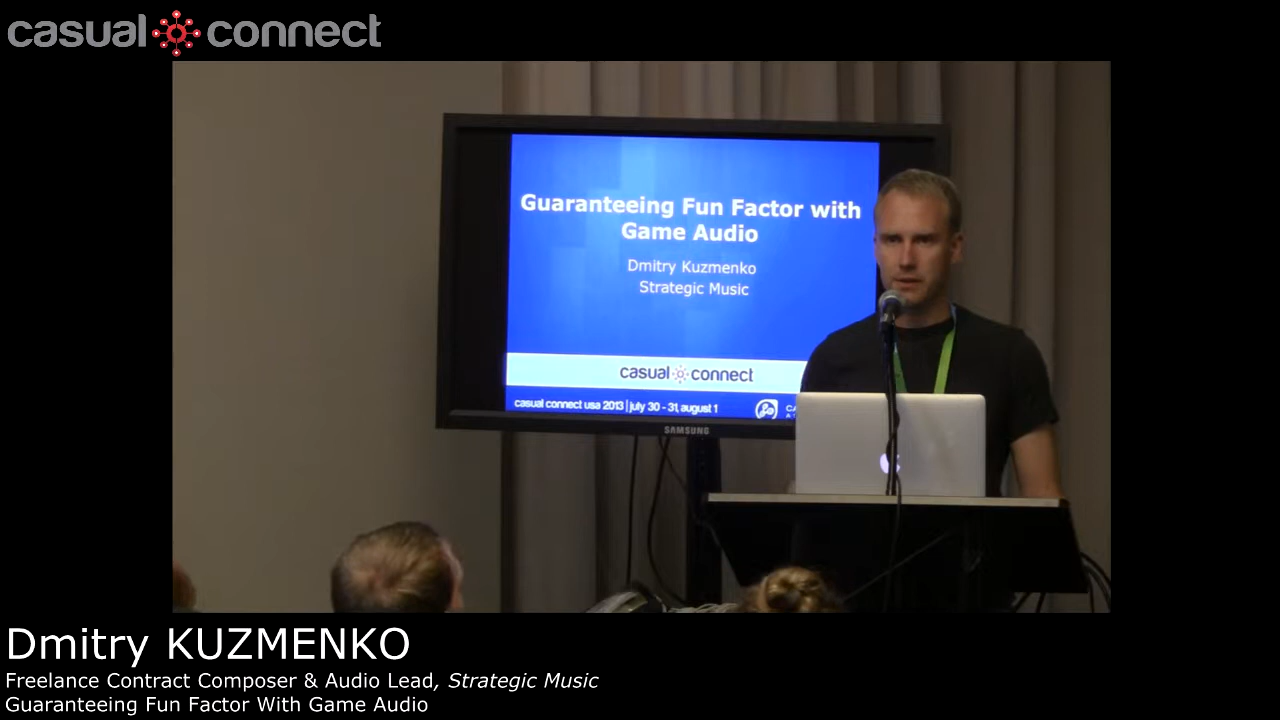 casual connect
Guaranteeing Fun Factor with
Game Audio
Dmitry Kuzmenko
Strategic Music
casual connect
casual connect usa 2013 | july 30 - 31, august 1
SAMSUNG
Dmitry KUZMENKO
Freelance Contract Composer & Audio Lead, Strategic Music
Guaranteeing Fun Factor With Game Audio